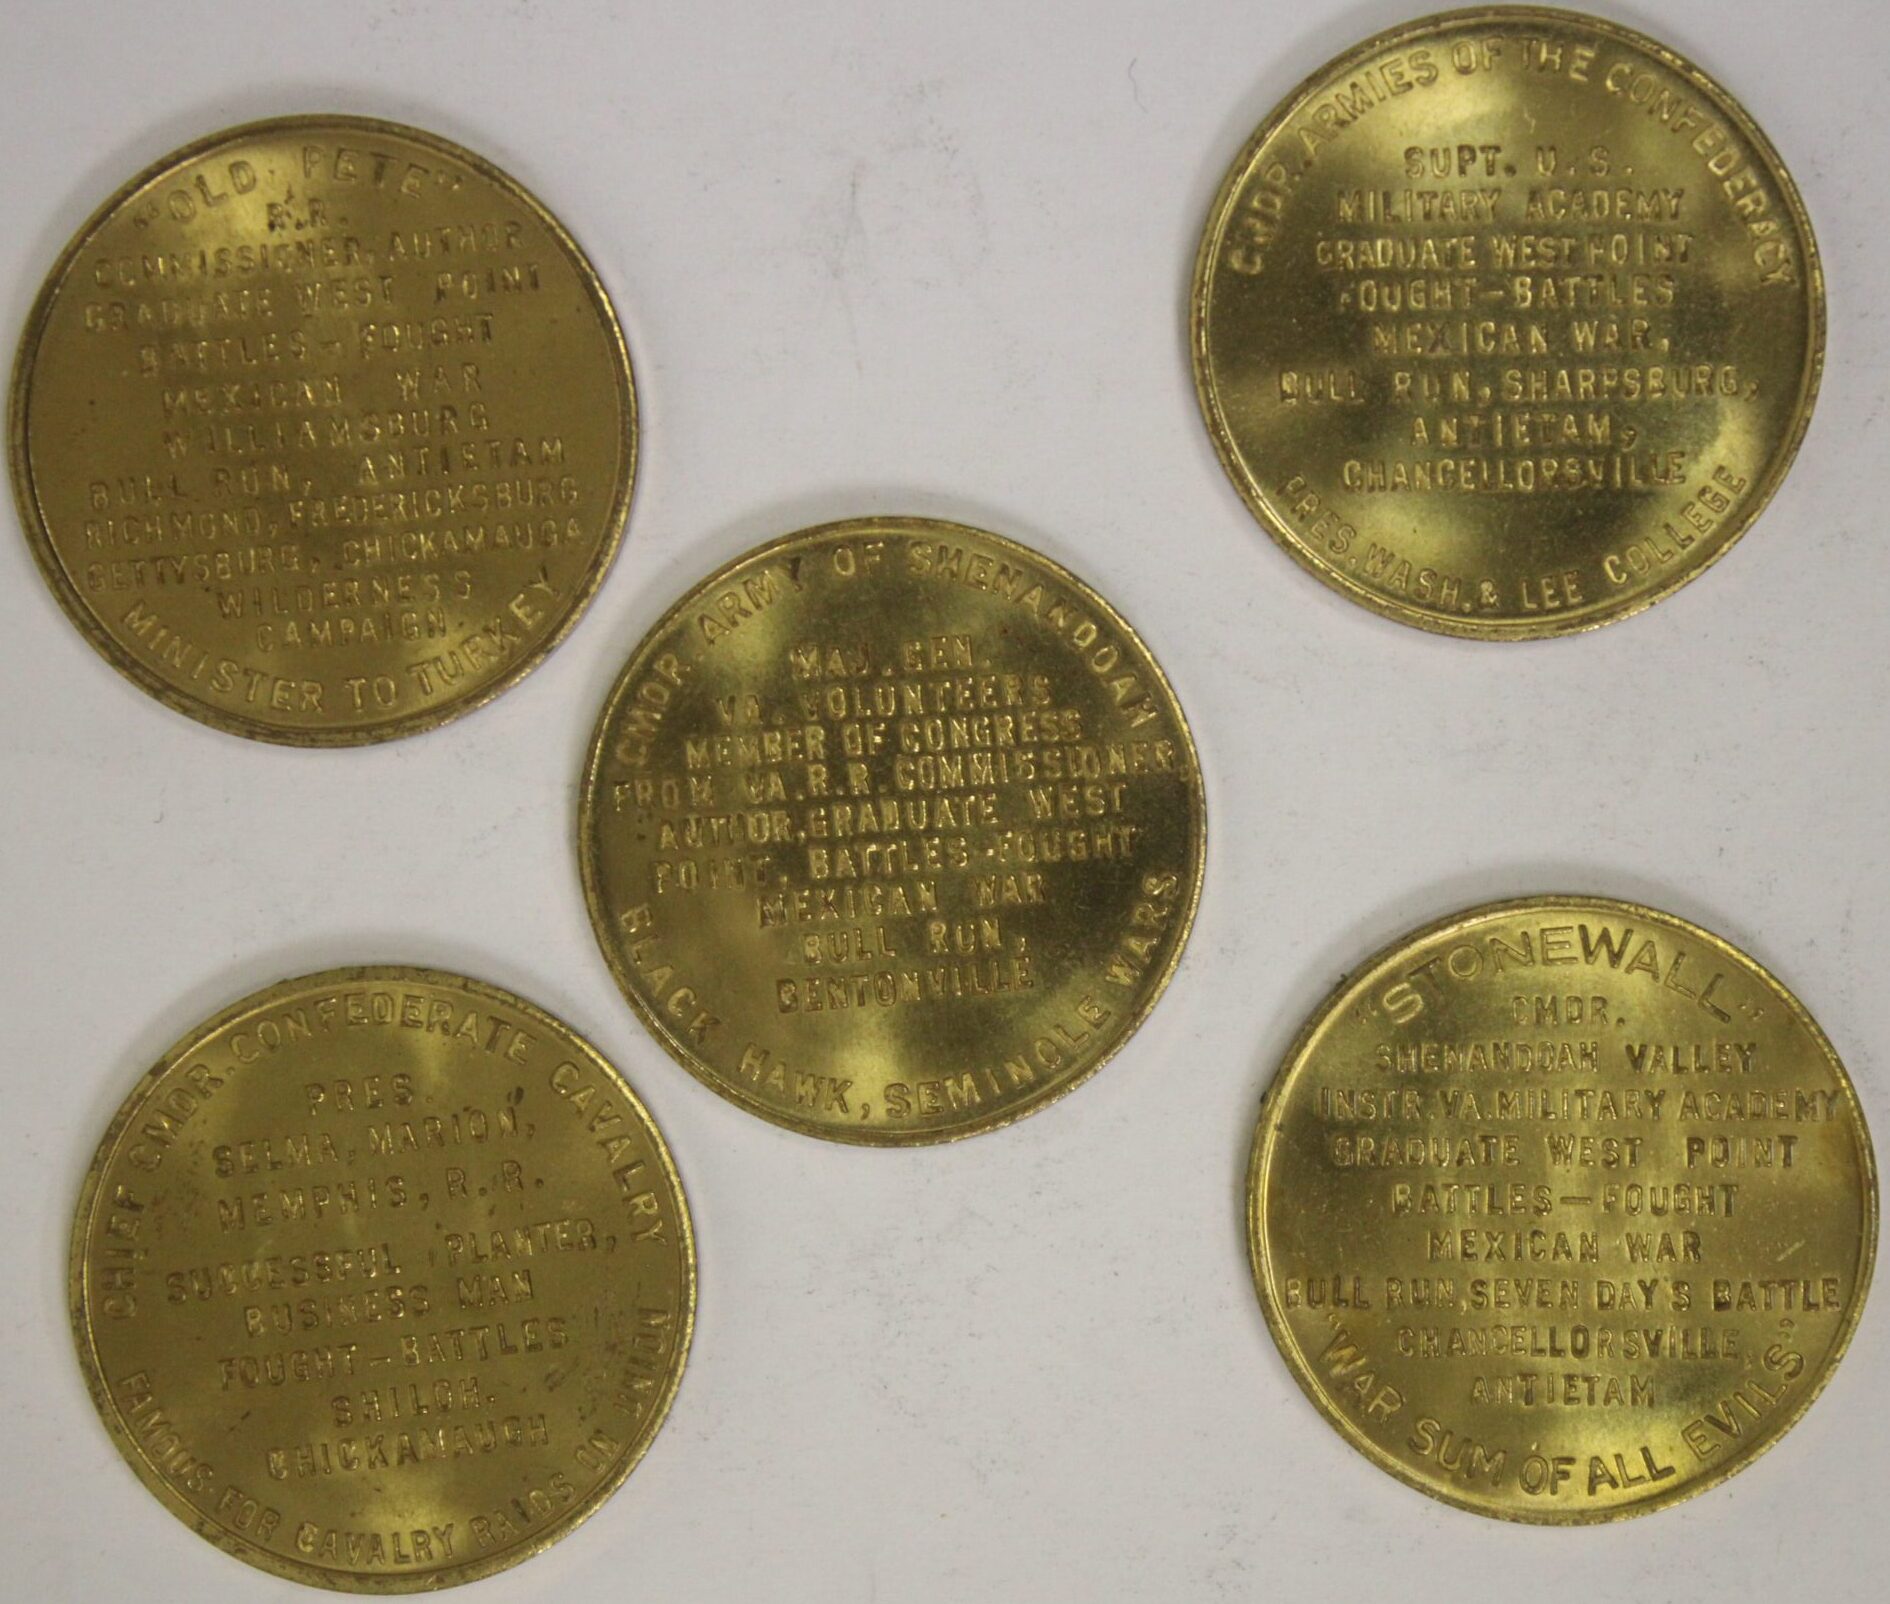 "OLD PETE"
R.R.
COMMISSIONER, AUTHOR
GRADUATE WEST POINT
BATTLES - FOUGHT
MEXICAN WAR
WILLIAMSBURG
BULL RUN, ANTIETAM
RICHMOND, FREDERICKSBURG
GETTYSBURG, CHICKAMAUGA
WILDERNESS
CAMPAIGN
MINISTER TO TURKEY
CMDR. ARMIES OF THE CONFEDERACY
SUPT. U.S.
MILITARY ACADEMY
GRADUATE WEST POINT
FOUGHT-BATTLES
MEXICAN WAR,
BULL RUN, SHARPSBURG,
ANTIETAM,
CHANCELLORSVILLE
PRES. WASH. & LEE COLLEGE
CMDR. ARMY OF SHENANDOAH
MAJ. GEN.
VA. VOLUNTEERS
MEMBER OF CONGRESS
FROM VA. R.R. COMMISSIONER
AUTHOR, GRADUATE WEST
POINT, BATTLES-FOUGHT
MEXICAN WAR
BULL RUN,
BENTONVILLE
BLACK HAWK, SEMINOLE WARS
CHIEF CMDR. CONFEDERATE CAVALRY
PRES.
SELMA, MARION,
MEMPHIS, R.R.
SUCCESSFUL PLANTER,
BUSINESS MAN
FOUGHT-BATTLES
SHILOH,
CHICKAMAUGH
FAMOUS FOR CAVALRY RAIDS ON
"STONEWALL"
CMDR.
SHENANDOAH VALLEY
INSTR. VA. MILITARY ACADEMY
GRADUATE WEST POINT
BATTLES-FOUGHT
MEXICAN WAR
BULL RUN, SEVEN DAY'S BATTLE
CHANCELLORSVILLE,
ANTIETAM
"WAR SUM OF ALL EVILS"